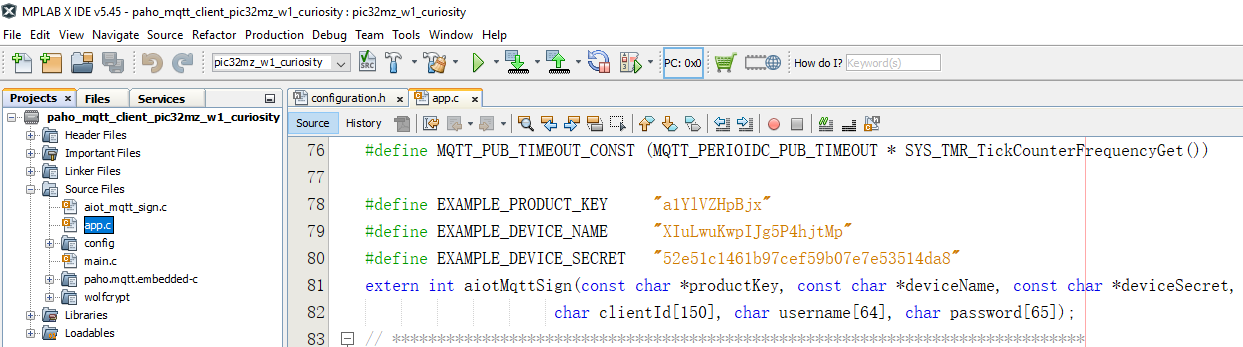 MPLAB X IDE v5.45 - paho_mqtt_client_pic32mz_w1_curiosity : pic32mz_w1_curiosity
File Edit View Navigate Source Refactor Production Debug Team Tools Window Help
pic32mz_w1_curiosity PC: 0x0 How do I? Keyword(s)
Projects × Files Services
configuration.h × app.c ×
Source History
paho_mqtt_client_pic32mz_w1_curiosity
Header Files
Important Files
Linker Files
Source Files
aiot_mqtt_sign.c
app.c
config
main.c
paho.mqtt.embedded-c
wolfcrypt
Libraries
Loadables
76 #define MQTT_PUB_TIMEOUT_CONST (MQTT_PERIOIDC_PUB_TIMEOUT * SYS_TMR_TickCounterFrequencyGet())
77
78 #define EXAMPLE_PRODUCT_KEY "a1YlVZHpBjx"
79 #define EXAMPLE_DEVICE_NAME "XIuLwuKwpIJg5P4hjtMp"
80 #define EXAMPLE_DEVICE_SECRET "52e51c1461b97cef59b07e7e53514da8"
81 extern int aiotMqttSign(const char *productKey, const char *deviceName, const char *deviceSecret,
82 char clientId[150], char username[64], char password[65]);
83 // *****************************************************************************